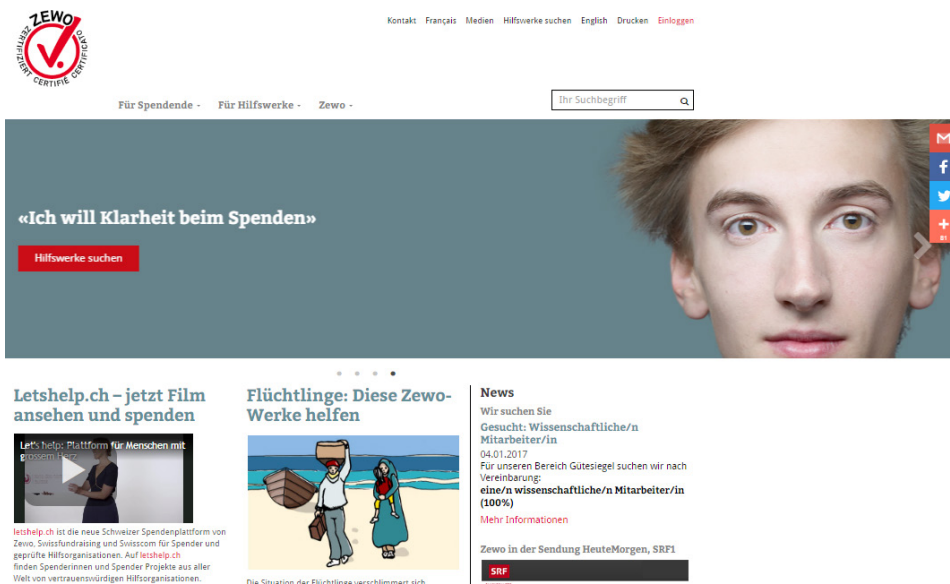 ZEWO
ZERTIFIZIERT CERTIFIÉ CERTIFICATO
Kontakt Français Medien Hilfswerke suchen English Drucken Einloggen
Für Spendende Für Hilfswerke Zewo
Ihr Suchbegriff
«Ich will Klarheit beim Spenden»
Hilfswerke suchen
Letshelp.ch – jetzt Film
ansehen und spenden
Let's help: Plattform für Menschen mit
grossem Herz
letshelp.ch ist die neue Schweizer Spendenplattform von
Zewo, Swissfundraising und Swisscom für Spender und
geprüfte Hilfsorganisationen. Auf letshelp.ch
finden Spenderinnen und Spender Projekte aus aller
Welt von vertrauenswürdigen Hilfsorganisationen.
Flüchtlinge: Diese Zewo-
Werke helfen
Die Situation der Flüchtlinge verschlimmert sich
News
Wir suchen Sie
Gesucht: Wissenschaftliche/n
Mitarbeiter/in
04.01.2017
Für unseren Bereich Gütesiegel suchen wir nach
Vereinbarung:
eine/n wissenschaftliche/n Mitarbeiter/in
(100%)
Mehr Informationen
Zewo in der Sendung HeuteMorgen, SRF1
SRF